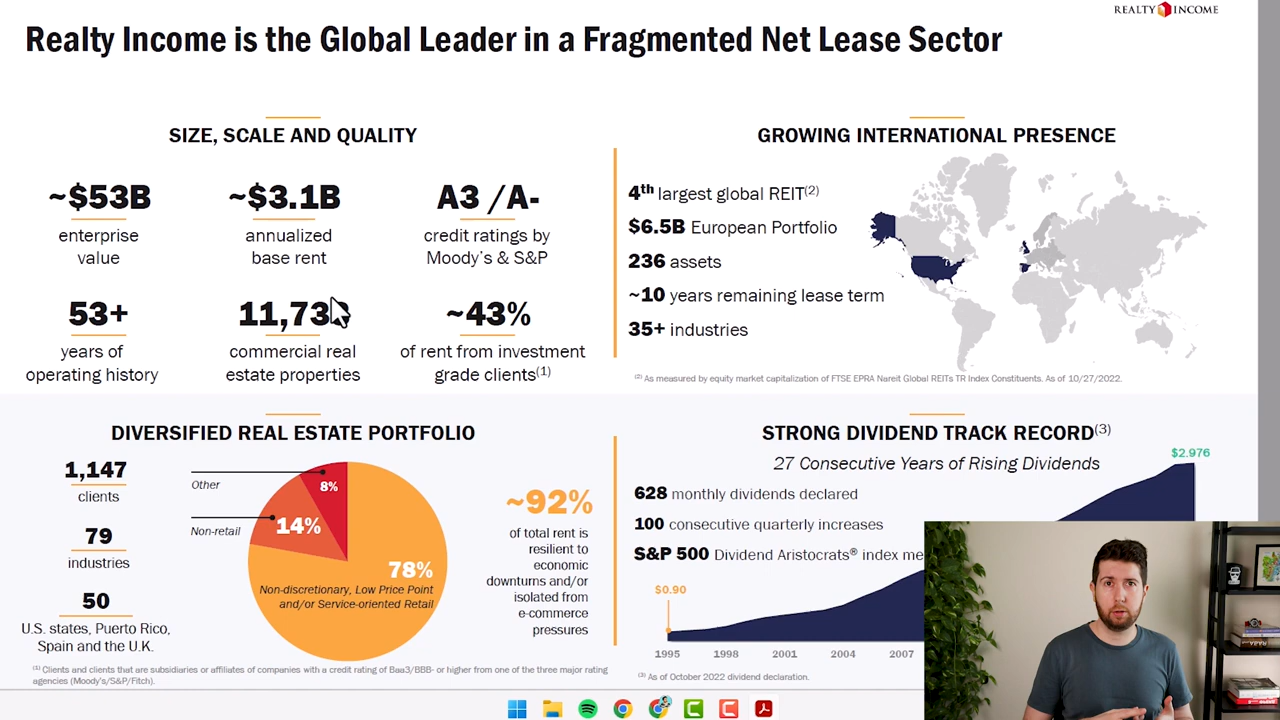 REALTY INCOME
Realty Income is the Global Leader in a Fragmented Net Lease Sector
SIZE, SCALE AND QUALITY
~$53B
enterprise
value
~$3.1B
annualized
base rent
A3 /A-
credit ratings by
Moody's & S&P
53+
years of
operating history
11,733
commercial real
estate properties
~43%
of rent from investment
grade clients(1)
GROWING INTERNATIONAL PRESENCE
4th largest global REIT(2)
$6.5B European Portfolio
236 assets
~10 years remaining lease term
35+ industries
(2) As measured by equity market capitalization of FTSE EPRA Nareit Global REITs TR Index Constituents. As of 10/27/2022.
DIVERSIFIED REAL ESTATE PORTFOLIO
1,147
clients
79
industries
50
U.S. states, Puerto Rico,
Spain and the U.K.
Other
8%
Non-retail
14%
78%
Non-discretionary, Low Price Point
and/or Service-oriented Retail
~92%
of total rent is
resilient to
economic
downturns and/or
isolated from
e-commerce
pressures
(1) Clients and clients that are subsidiaries or affiliates of companies with a credit rating of Baa3/BBB- or higher from one of the three major rating
agencies (Moody's/S&P/Fitch).
STRONG DIVIDEND TRACK RECORD(3)
27 Consecutive Years of Rising Dividends
$2.976
628 monthly dividends declared
100 consecutive quarterly increases
S&P 500 Dividend Aristocrats® index me
$0.90
1995 1998 2001 2004 2007
(3) As of October 2022 dividend declaration.